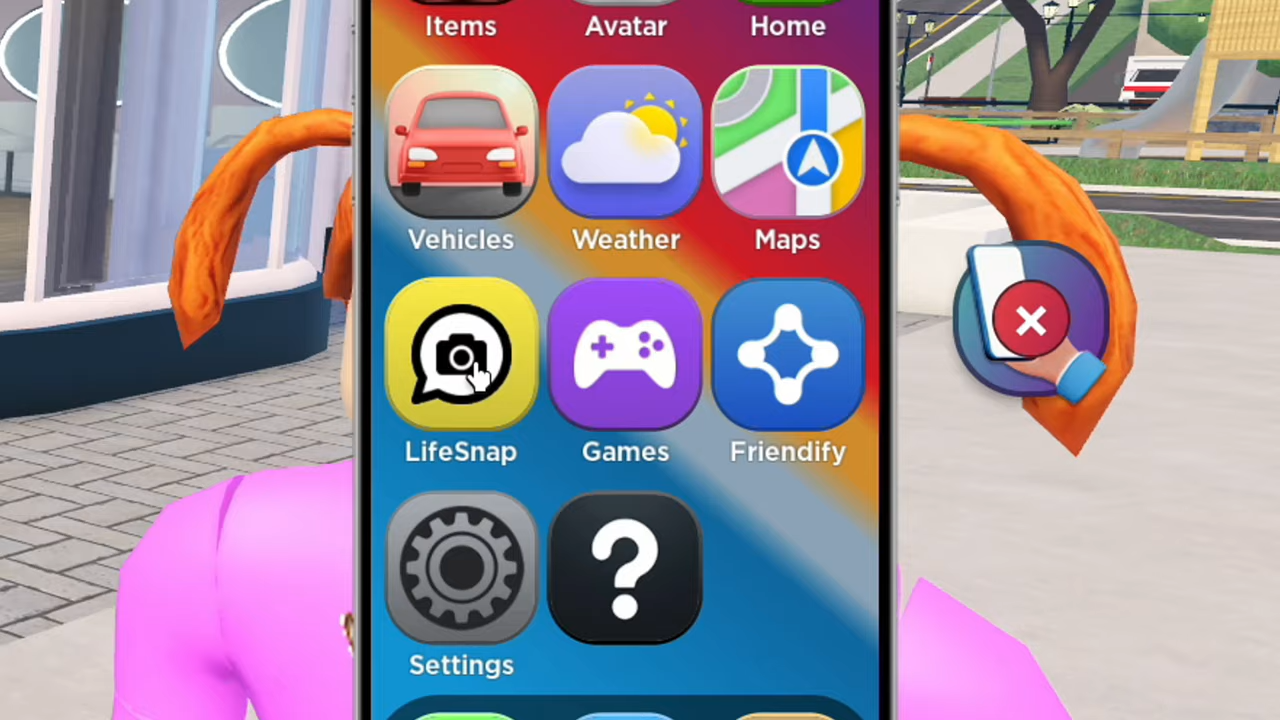 Items Avatar Home
Vehicles Weather Maps
LifeSnap Games Friendify
?
Settings